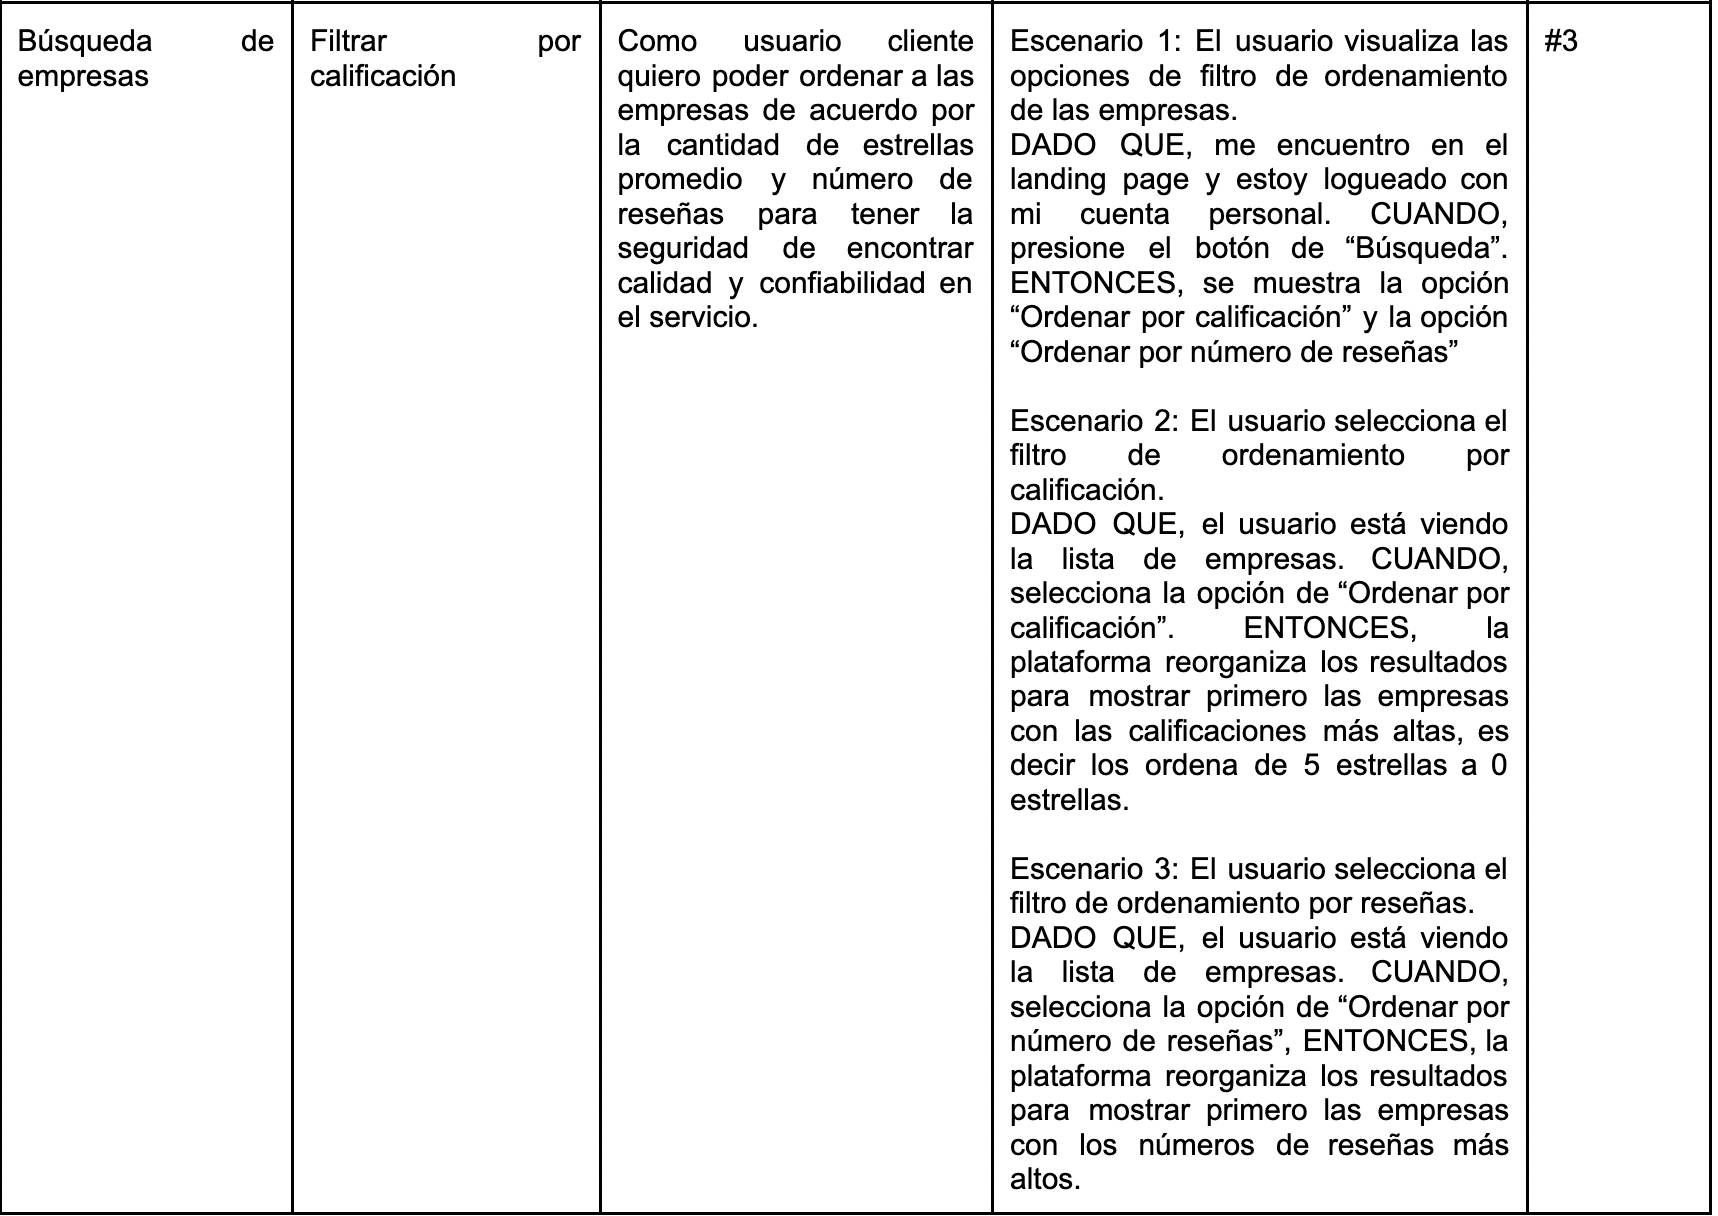 Búsqueda de
empresas
Filtrar por
calificación
Como usuario cliente
quiero poder ordenar a las
empresas de acuerdo por
la cantidad de estrellas
promedio y número de
reseñas para tener la
seguridad de encontrar
calidad y confiabilidad en
el servicio.
Escenario 1: El usuario visualiza las
opciones de filtro de ordenamiento
de las empresas.
DADO QUE, me encuentro en el
landing page y estoy logueado con
mi cuenta personal. CUANDO,
presione el botón de “Búsqueda”.
ENTONCES, se muestra la opción
“Ordenar por calificación” y la opción
“Ordenar por número de reseñas”
Escenario 2: El usuario selecciona el
filtro de ordenamiento por
calificación.
DADO QUE, el usuario está viendo
la lista de empresas. CUANDO,
selecciona la opción de “Ordenar por
calificación”. ENTONCES, la
plataforma reorganiza los resultados
para mostrar primero las empresas
con las calificaciones más altas, es
decir los ordena de 5 estrellas a 0
estrellas.
Escenario 3: El usuario selecciona el
filtro de ordenamiento por reseñas.
DADO QUE, el usuario está viendo
la lista de empresas. CUANDO,
selecciona la opción de “Ordenar por
número de reseñas”, ENTONCES, la
plataforma reorganiza los resultados
para mostrar primero las empresas
con los números de reseñas más
altos.
#3